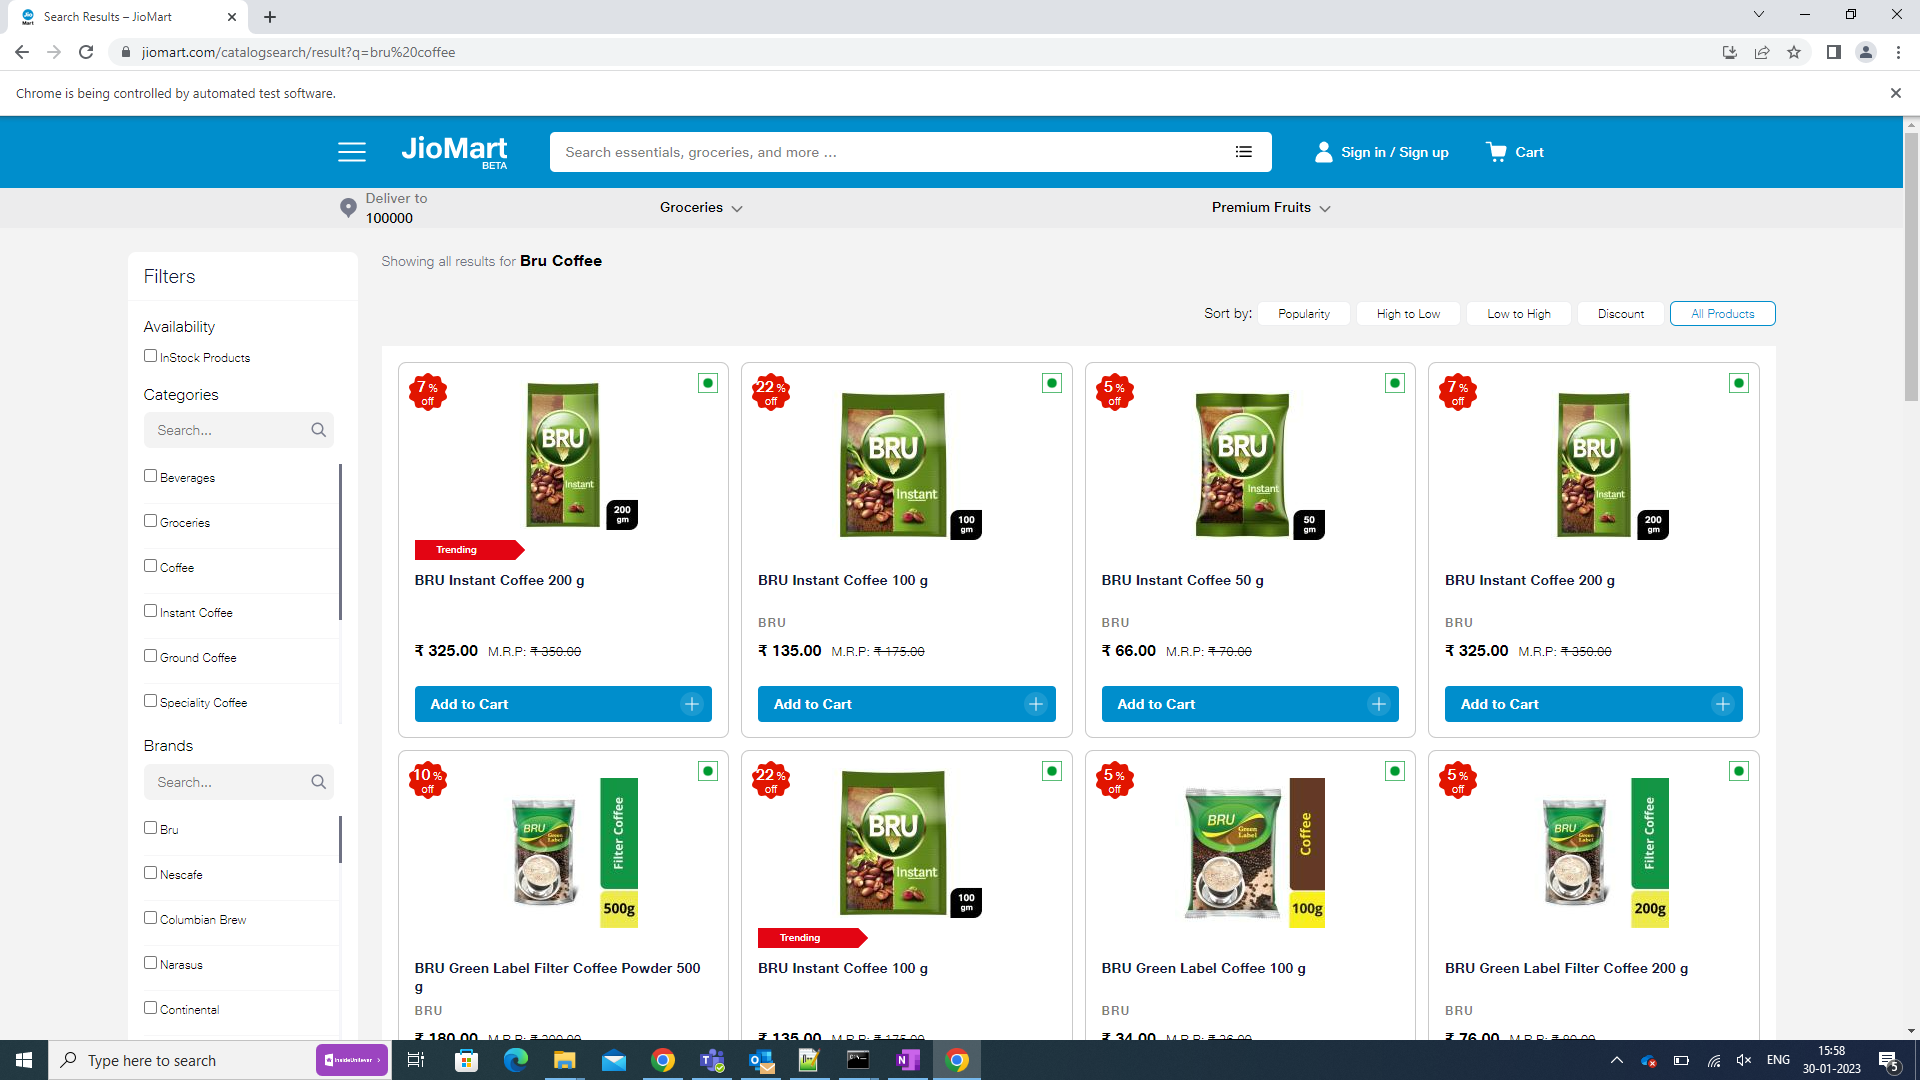 Search Results – JioMart
jiomart.com/catalogsearch/result?q=bru%20coffee
Chrome is being controlled by automated test software.
JioMart
BETA
Search essentials, groceries, and more ...
Sign in / Sign up
Cart
Deliver to
100000
Groceries
Premium Fruits
Filters
Availability
InStock Products
Categories
Search...
Beverages
Groceries
Coffee
Instant Coffee
Ground Coffee
Speciality Coffee
Brands
Search...
Bru
Nescafe
Columbian Brew
Narasus
Continental
Showing all results for Bru Coffee
Sort by: Popularity High to Low Low to High Discount All Products
7 % off
BRU
Instant
200 gm
Trending
BRU Instant Coffee 200 g
₹ 325.00 M.R.P: ₹ 350.00
Add to Cart
22 % off
BRU
Instant
100 gm
BRU Instant Coffee 100 g
BRU
₹ 135.00 M.R.P: ₹ 175.00
Add to Cart
5 % off
BRU
Instant
50 gm
BRU Instant Coffee 50 g
BRU
₹ 66.00 M.R.P: ₹ 70.00
Add to Cart
7 % off
BRU
Instant
200 gm
BRU Instant Coffee 200 g
BRU
₹ 325.00 M.R.P: ₹ 350.00
Add to Cart
10 % off
BRU
Green Label
Filter Coffee
500g
BRU Green Label Filter Coffee Powder 500
g
BRU
₹ 180.00 M.R.P: ₹ 200.00
22 % off
BRU
Instant
100 gm
Trending
BRU Instant Coffee 100 g
₹ 135.00 M.R.P: ₹ 175.00
5 % off
BRU
Green Label
Coffee
100g
BRU Green Label Coffee 100 g
BRU
₹ 34.00 M.R.P: ₹ 36.00
5 % off
BRU
Green Label
Filter Coffee
200g
BRU Green Label Filter Coffee 200 g
BRU
₹ 76.00 M.R.P: ₹ 80.00
Type here to search
InsideUnilever
ENG
15:58
30-01-2023
5